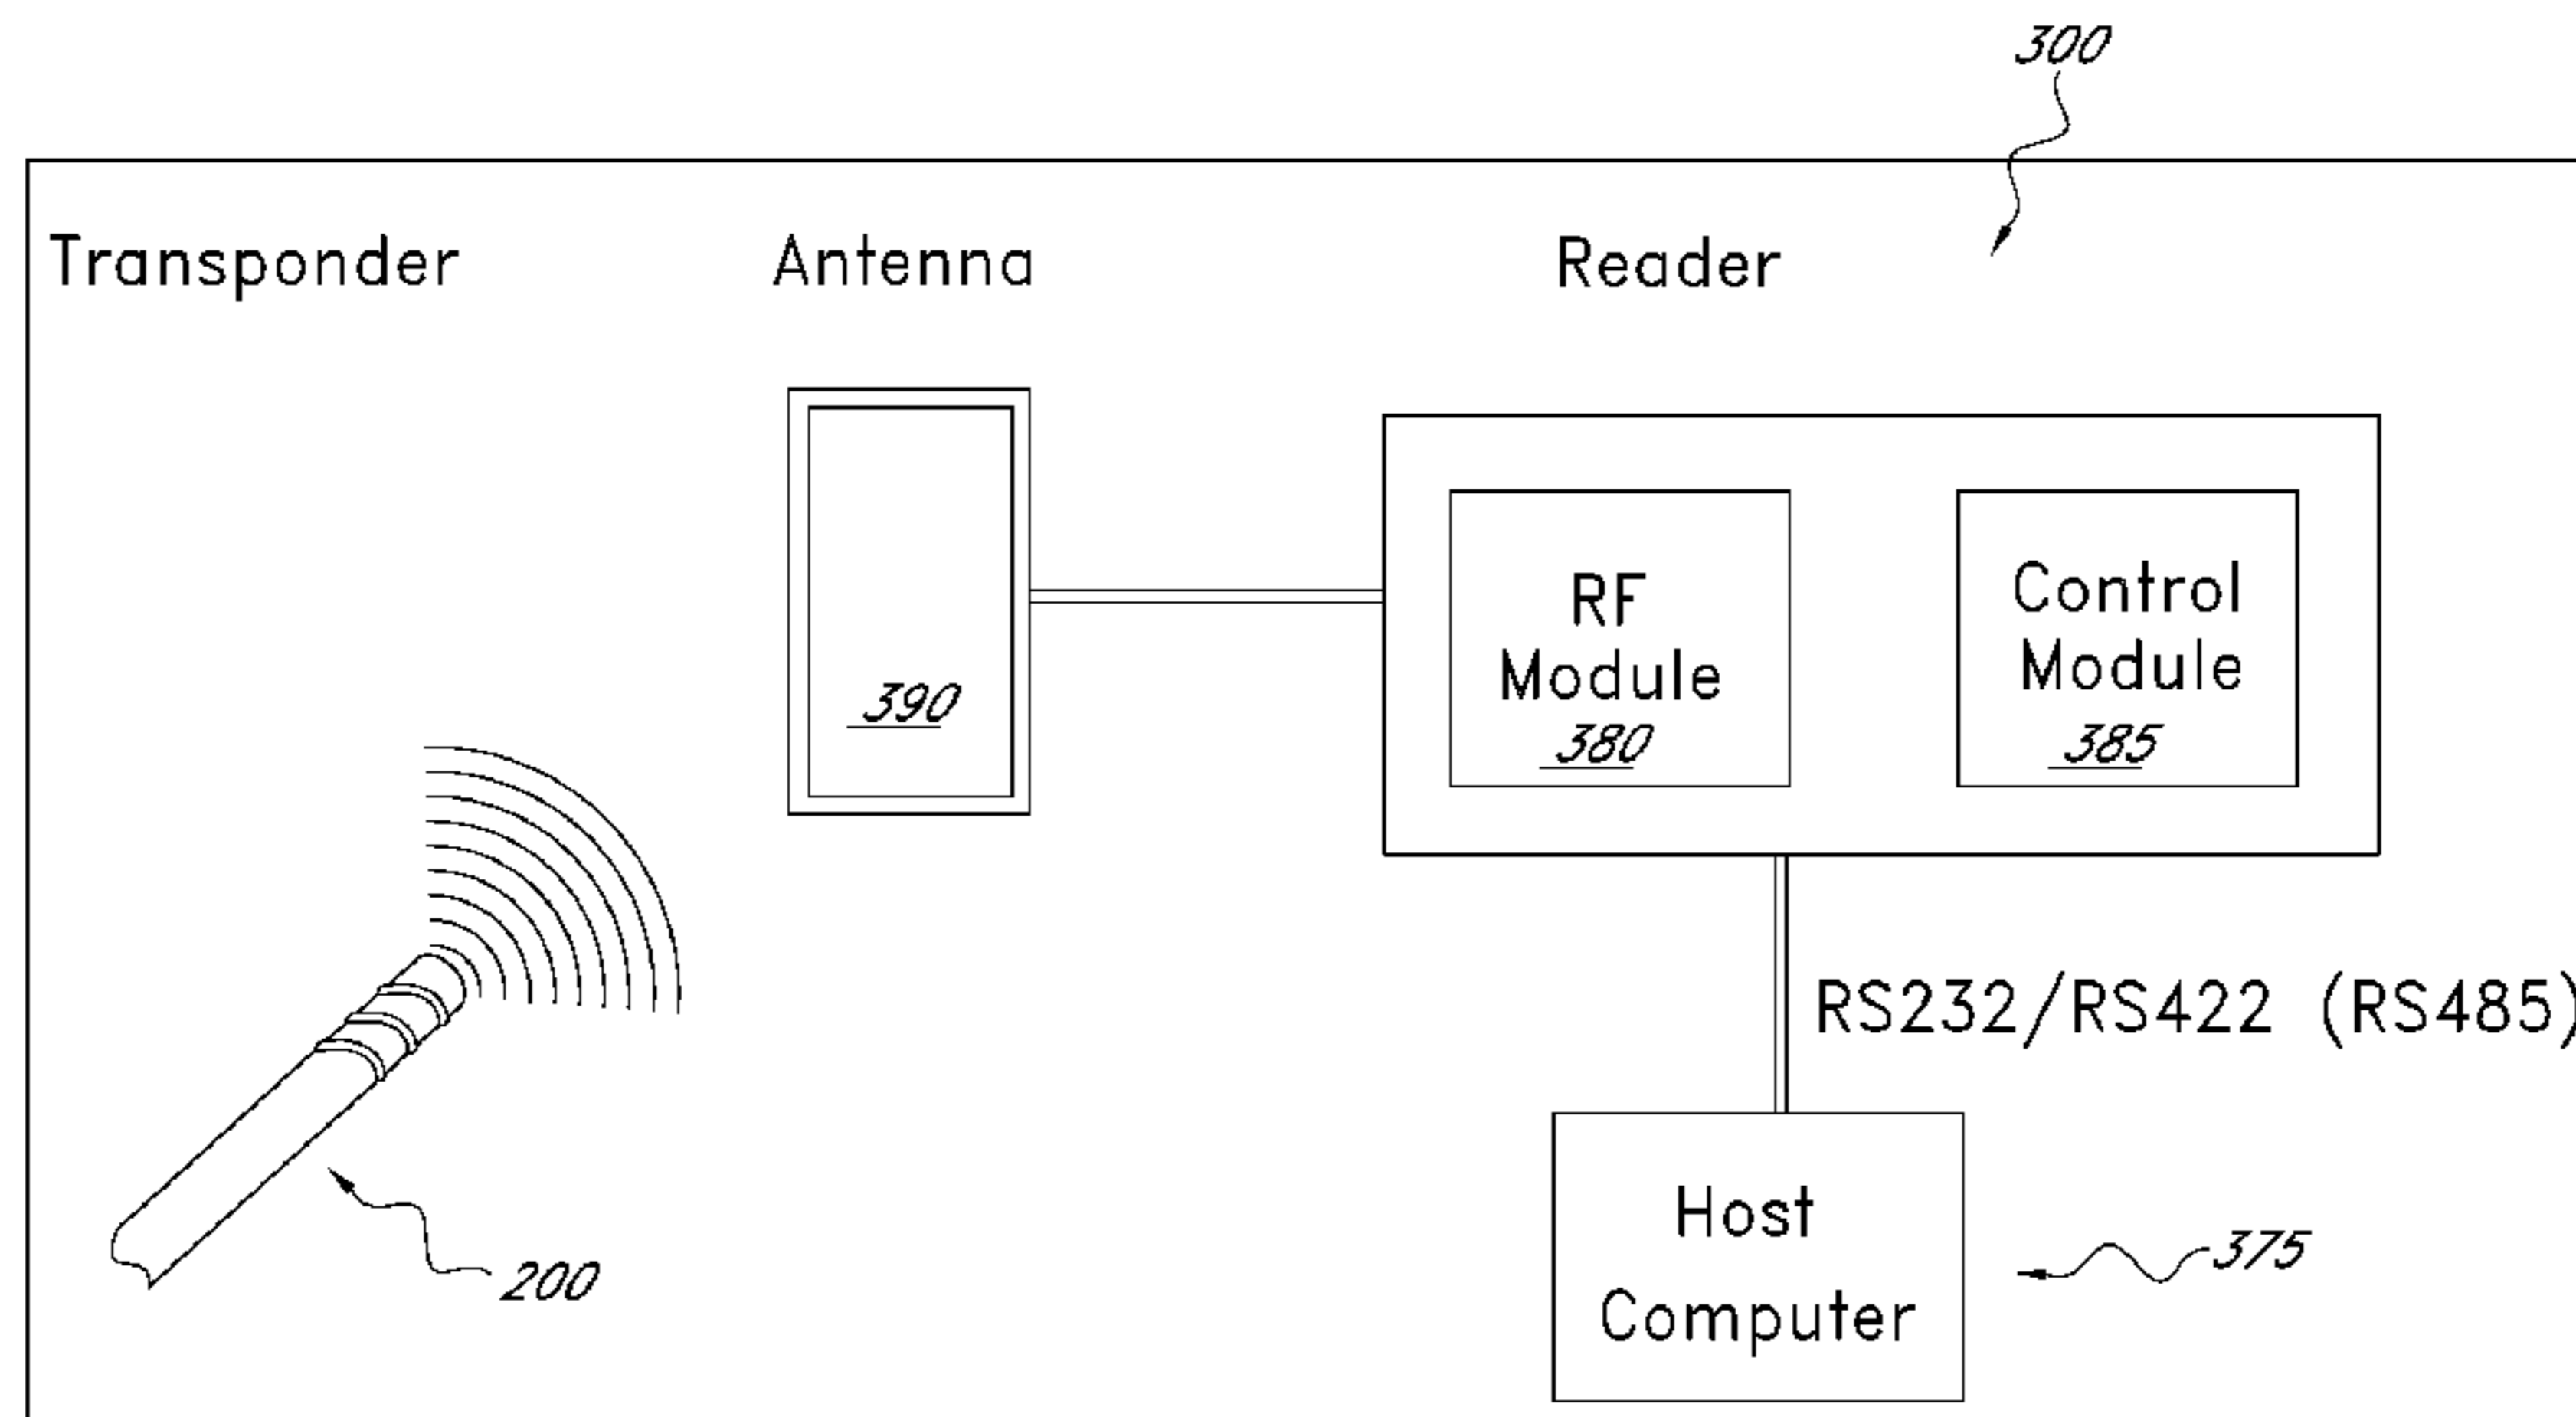 300
Transponder
Antenna
Reader
390
RF
Module
380
Control
Module
385
RS232/RS422 (RS485)
Host
Computer
375
200